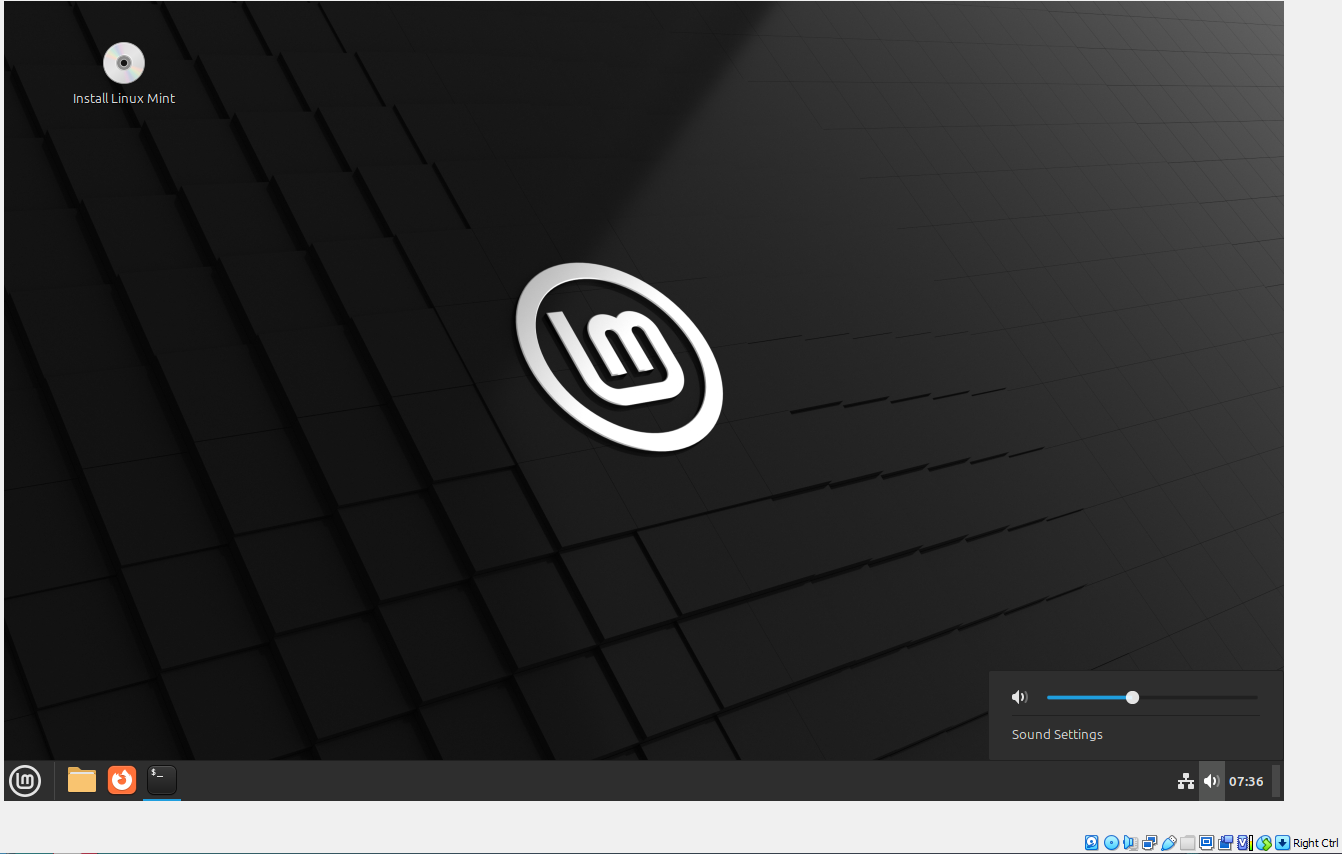 Install Linux Mint
Sound Settings
$_
07:36
Right Ctrl